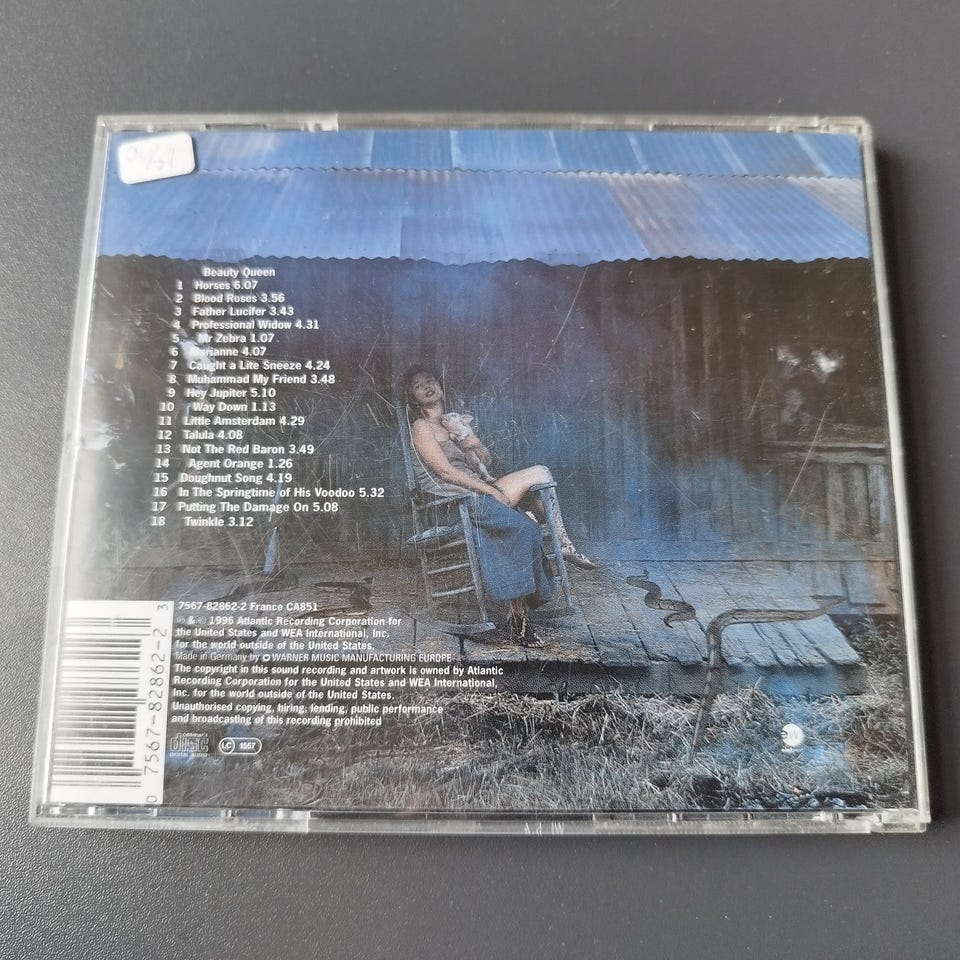 Beauty Queen
1 Horses 6.07
2 Blood Roses 3.56
3 Father Lucifer 3.43
4 Professional Widow 4.31
5 Mr Zebra 1.07
6 Marianne 4.07
7 Caught a Lite Sneeze 4.24
8 Muhammad My Friend 3.48
9 Hey Jupiter 5.10
10 Way Down 1.13
11 Little Amsterdam 4.29
12 Talula 4.08
13 Not The Red Baron 3.49
14 Agent Orange 1.26
15 Doughnut Song 4.19
16 In The Springtime of His Voodoo 5.32
17 Putting The Damage On 5.08
18 Twinkle 3.12
7567-82862-2 France CA851
℗ & © 1996 Atlantic Recording Corporation for
the United States and WEA International, Inc.
for the world outside of the United States.
Made in Germany by WARNER MUSIC MANUFACTURING EUROPE
The copyright in this sound recording and artwork is owned by Atlantic
Recording Corporation for the United States and WEA International,
Inc. for the world outside of the United States.
Unauthorised copying, hiring, lending, public performance
and broadcasting of this recording prohibited
COMPACT
disc
DIGITAL AUDIO
LC 1557
0 7567-82862-2 3